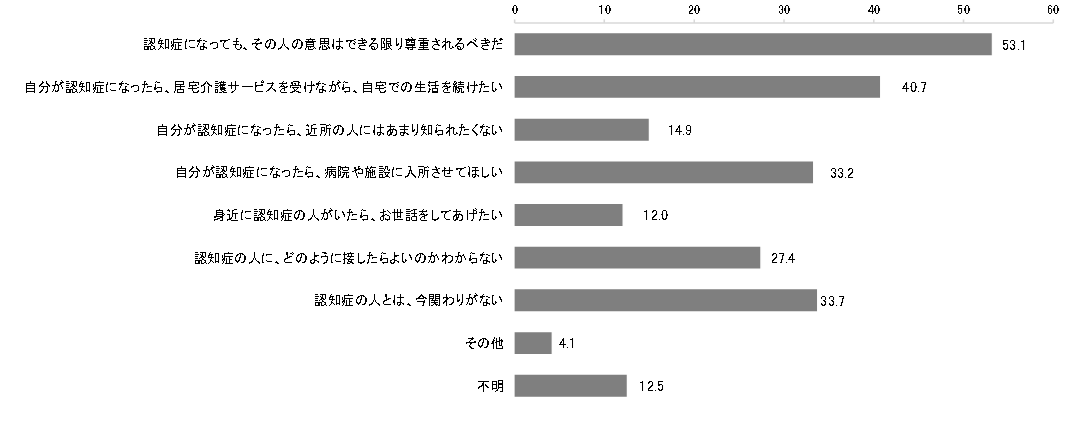 0 10 20 30 40 50 60
認知症になっても、その人の意思はできる限り尊重されるべきだ 53.1
自分が認知症になったら、居宅介護サービスを受けながら、自宅での生活を続けたい 40.7
自分が認知症になったら、近所の人にはあまり知られたくない 14.9
自分が認知症になったら、病院や施設に入所させてほしい 33.2
身近に認知症の人がいたら、お世話をしてあげたい 12.0
認知症の人に、どのように接したらよいのかわからない 27.4
認知症の人とは、今関わりがない 33.7
その他 4.1
不明 12.5